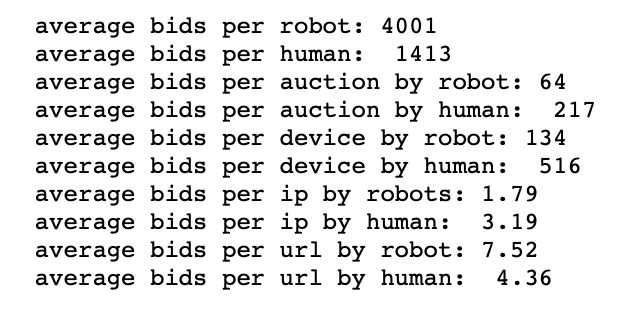 average bids per robot: 4001
average bids per human:  1413
average bids per auction by robot: 64
average bids per auction by human:  217
average bids per device by robot: 134
average bids per device by human:  516
average bids per ip by robots: 1.79
average bids per ip by human:  3.19
average bids per url by robot: 7.52
average bids per url by human:  4.36